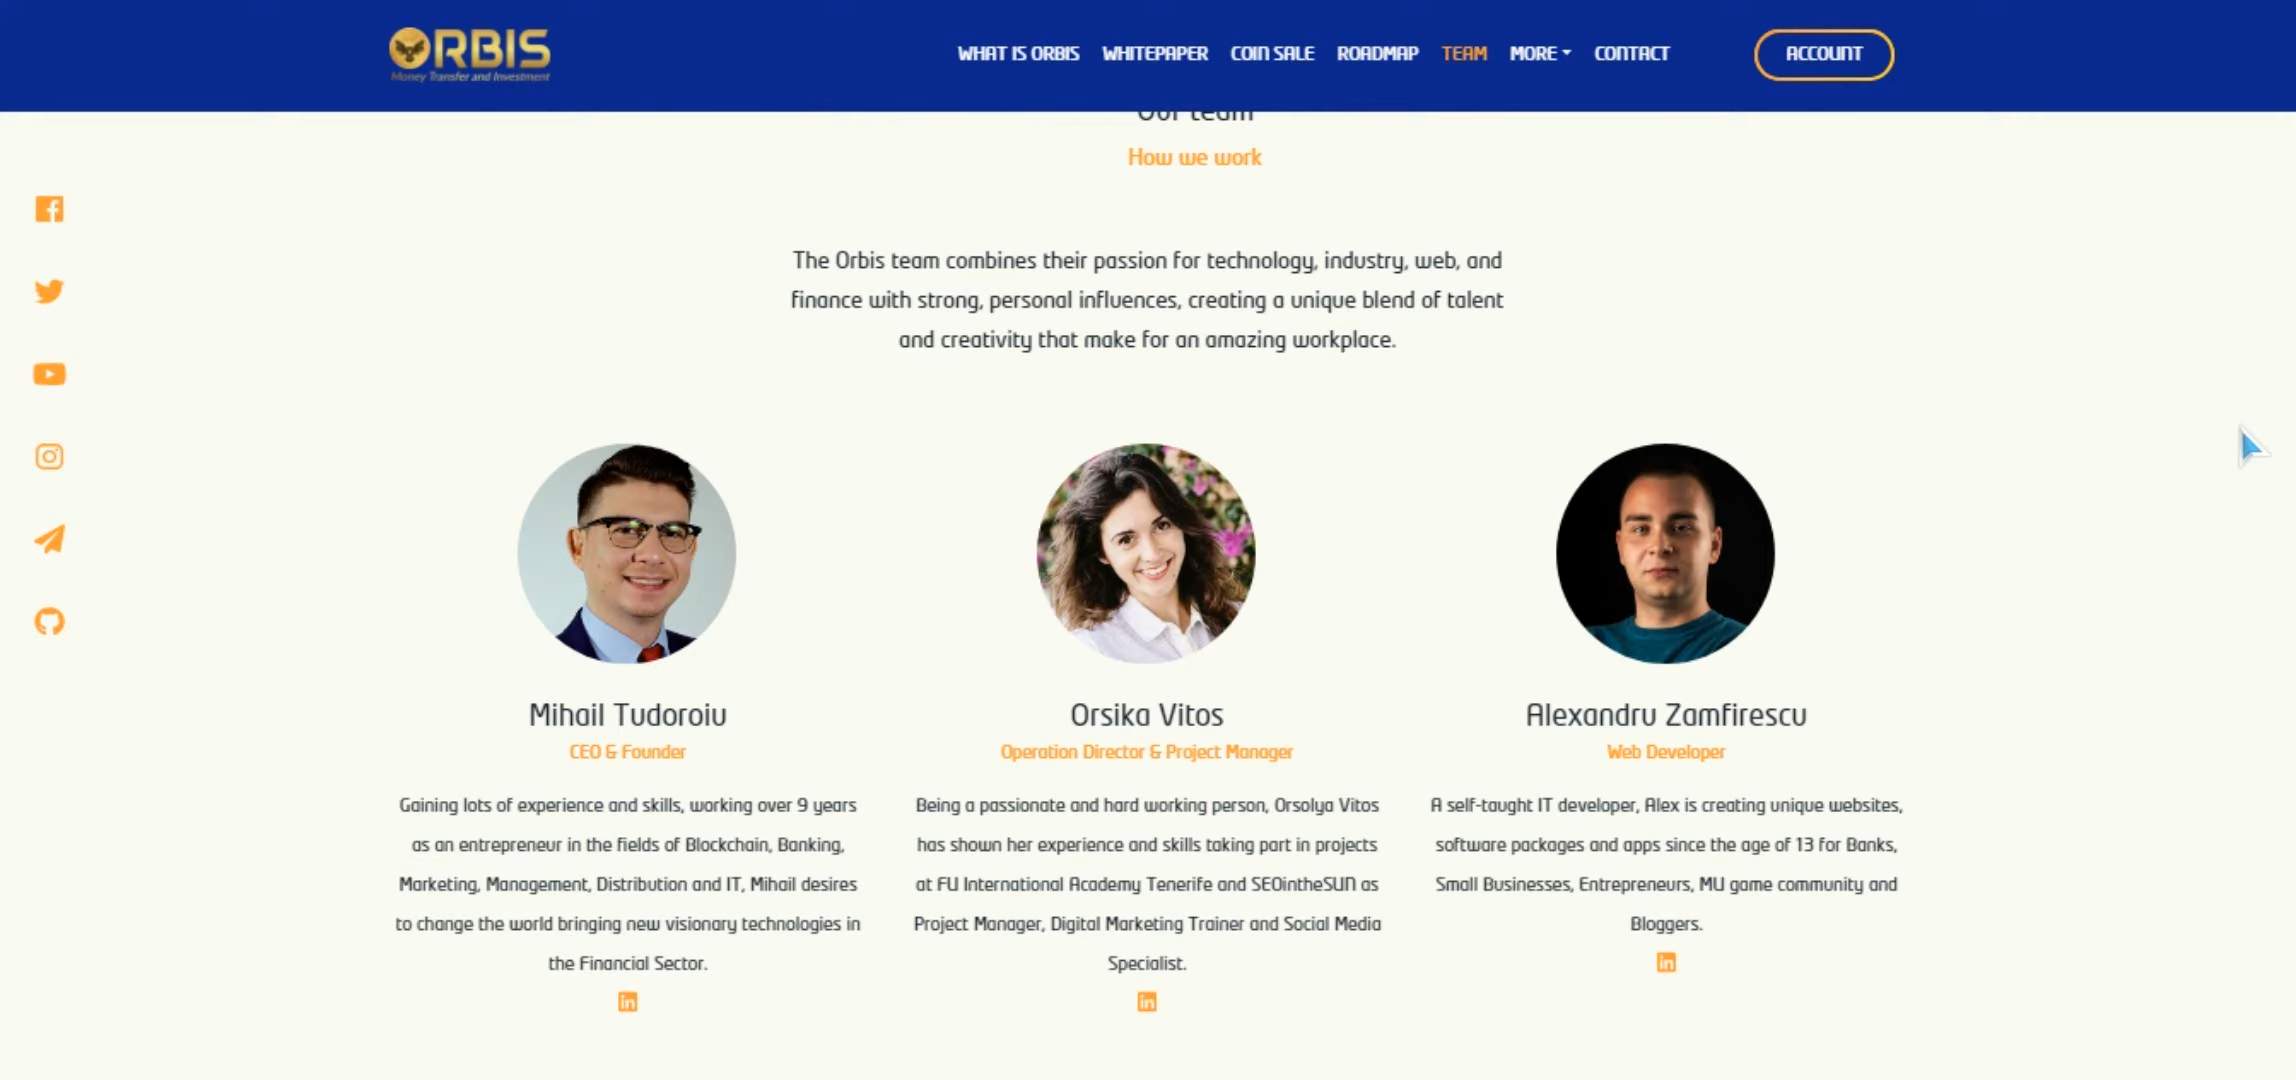 ORBIS
Money Transfer and Investment
WHAT IS ORBIS WHITEPAPER COIN SALE ROADMAP TEAM MORE CONTACT ACCOUNT
Our team
How we work
The Orbis team combines their passion for technology, industry, web, and
finance with strong, personal influences, creating a unique blend of talent
and creativity that make for an amazing workplace.
Mihail Tudoroiu
CEO & Founder
Gaining lots of experience and skills, working over 9 years
as an entrepreneur in the fields of Blockchain, Banking,
Marketing, Management, Distribution and IT, Mihail desires
to change the world bringing new visionary technologies in
the Financial Sector.
in
Orsika Vitos
Operation Director & Project Manager
Being a passionate and hard working person, Orsolya Vitos
has shown her experience and skills taking part in projects
at FU International Academy Tenerife and SEOintheSUN as
Project Manager, Digital Marketing Trainer and Social Media
Specialist.
in
Alexandru Zamfirescu
Web Developer
A self-taught IT developer, Alex is creating unique websites,
software packages and apps since the age of 13 for Banks,
Small Businesses, Entrepreneurs, MU game community and
Bloggers.
in